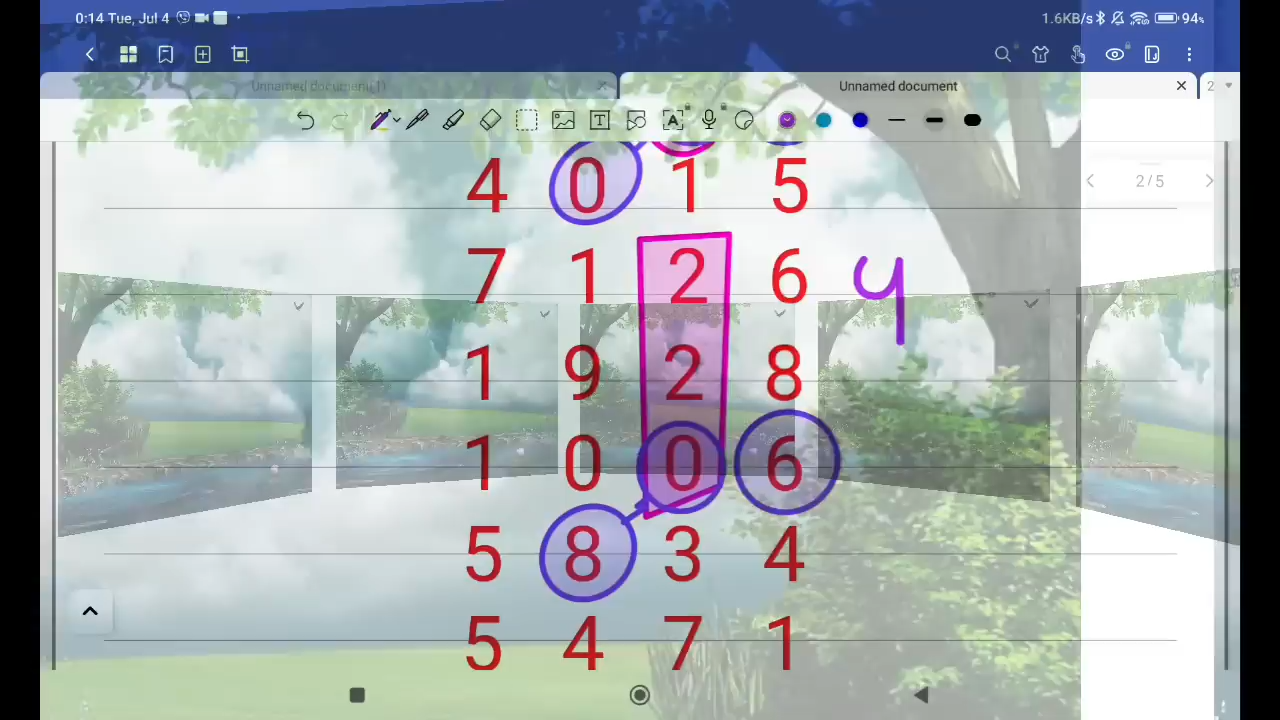 0:14 Tue, Jul 4
1.6KB/s 94%
Unnamed document(1)
Unnamed document
2
2/5
4 0 1 5
7 1 2 6 4
1 9 2 8
1 0 0 6
5 8 3 4
5 4 7 1